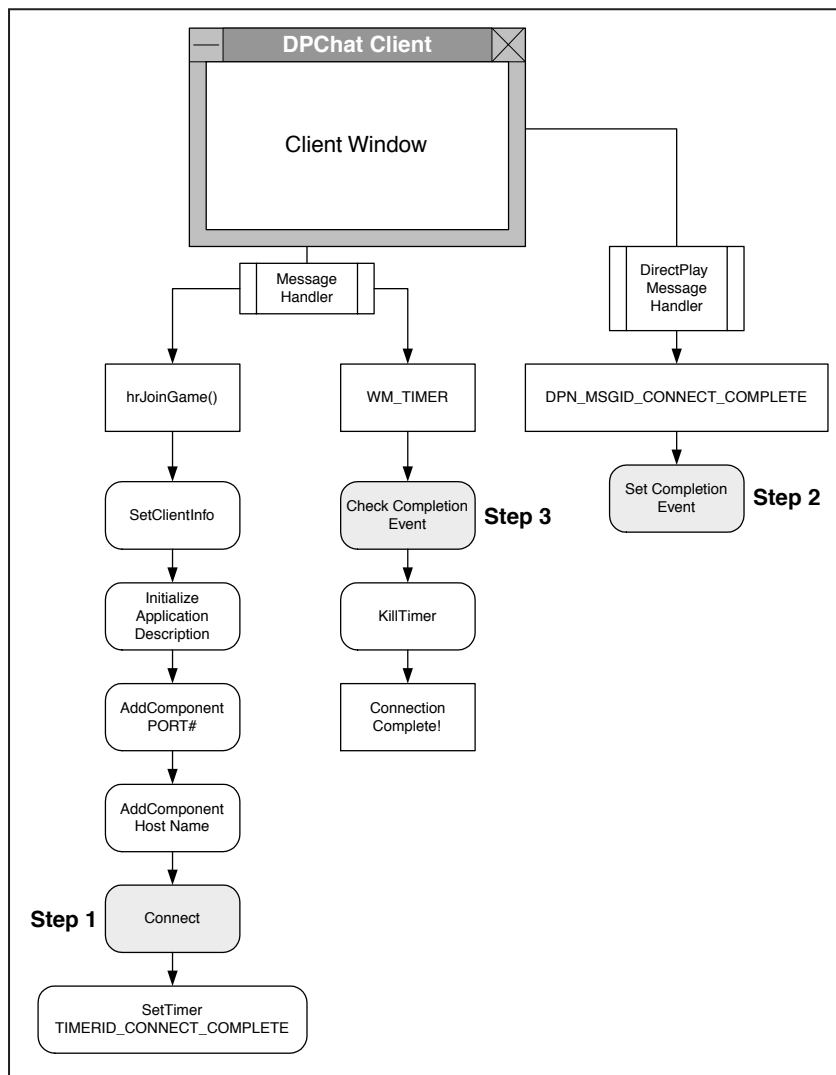 DPChat Client
Client Window
Message
Handler
DirectPlay
Message
Handler
hrJoinGame()
WM_TIMER
DPN_MSGID_CONNECT_COMPLETE
SetClientInfo
Check Completion
Event
Step 3
Set Completion
Event
Step 2
Initialize
Application
Description
KillTimer
AddComponent
PORT#
Connection
Complete!
AddComponent
Host Name
Step 1
Connect
SetTimer
TIMERID_CONNECT_COMPLETE